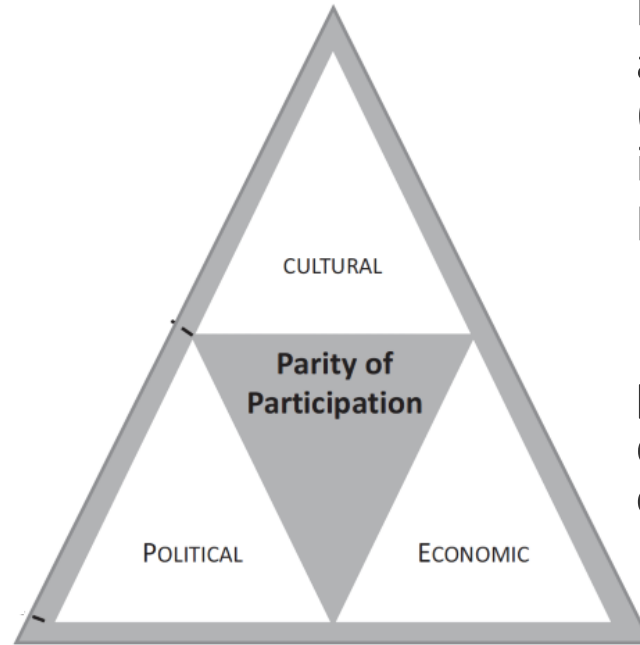 CULTURAL
Parity of
Participation
POLITICAL
ECONOMIC